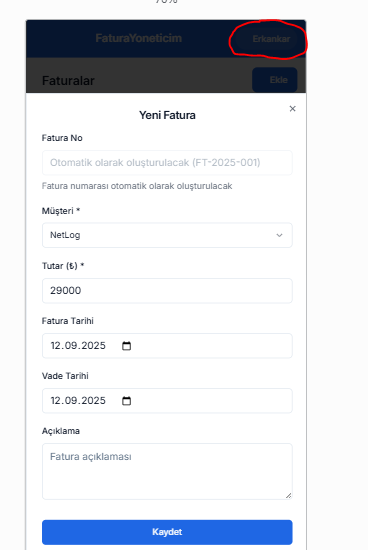 70%
FaturaYoneticim
Erkankar
Faturalar
Ekle
×
Yeni Fatura
Fatura No
Otomatik olarak oluşturulacak (FT-2025-001)
Fatura numarası otomatik olarak oluşturulacak
Müşteri *
NetLog
Tutar (₺) *
29000
Fatura Tarihi
12.09.2025
Vade Tarihi
12.09.2025
Açıklama
Fatura açıklaması
Kaydet